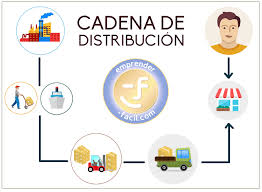 CADENA DE
DISTRIBUCIÓN
emprender
-facil.com